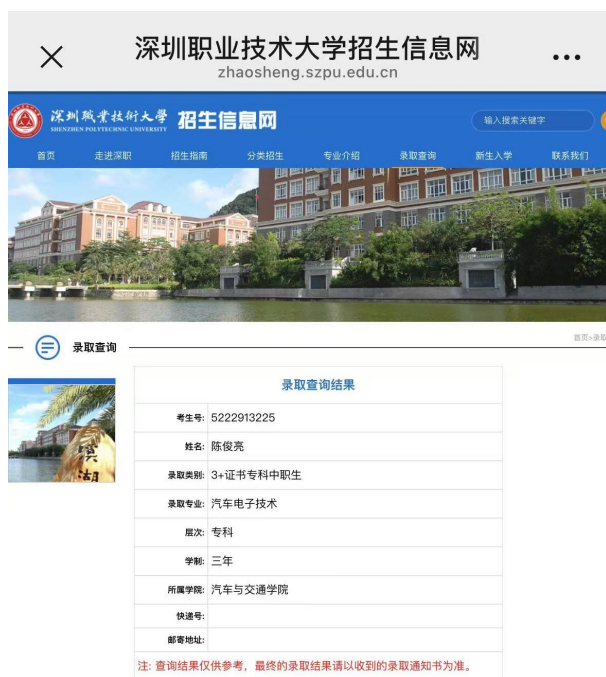 深圳职业技术大学招生信息网
zhaosheng.szpu.edu.cn
深圳職業技術大學 招生信息网
SHENZHEN POLYTECHNIC UNIVERSITY
输入搜索关键字
首页 走进深职 招生指南 分类招生 专业介绍 录取查询 新生入学 联系我们
首页>录取
录取查询
录取查询结果
考生号: 5222913225
姓名: 陈俊亮
录取类别: 3+证书专科中职生
录取专业: 汽车电子技术
层次: 专科
学制: 三年
所属学院: 汽车与交通学院
快递号:
邮寄地址:
注: 查询结果仅供参考，最终的录取结果请以收到的录取通知书为准。